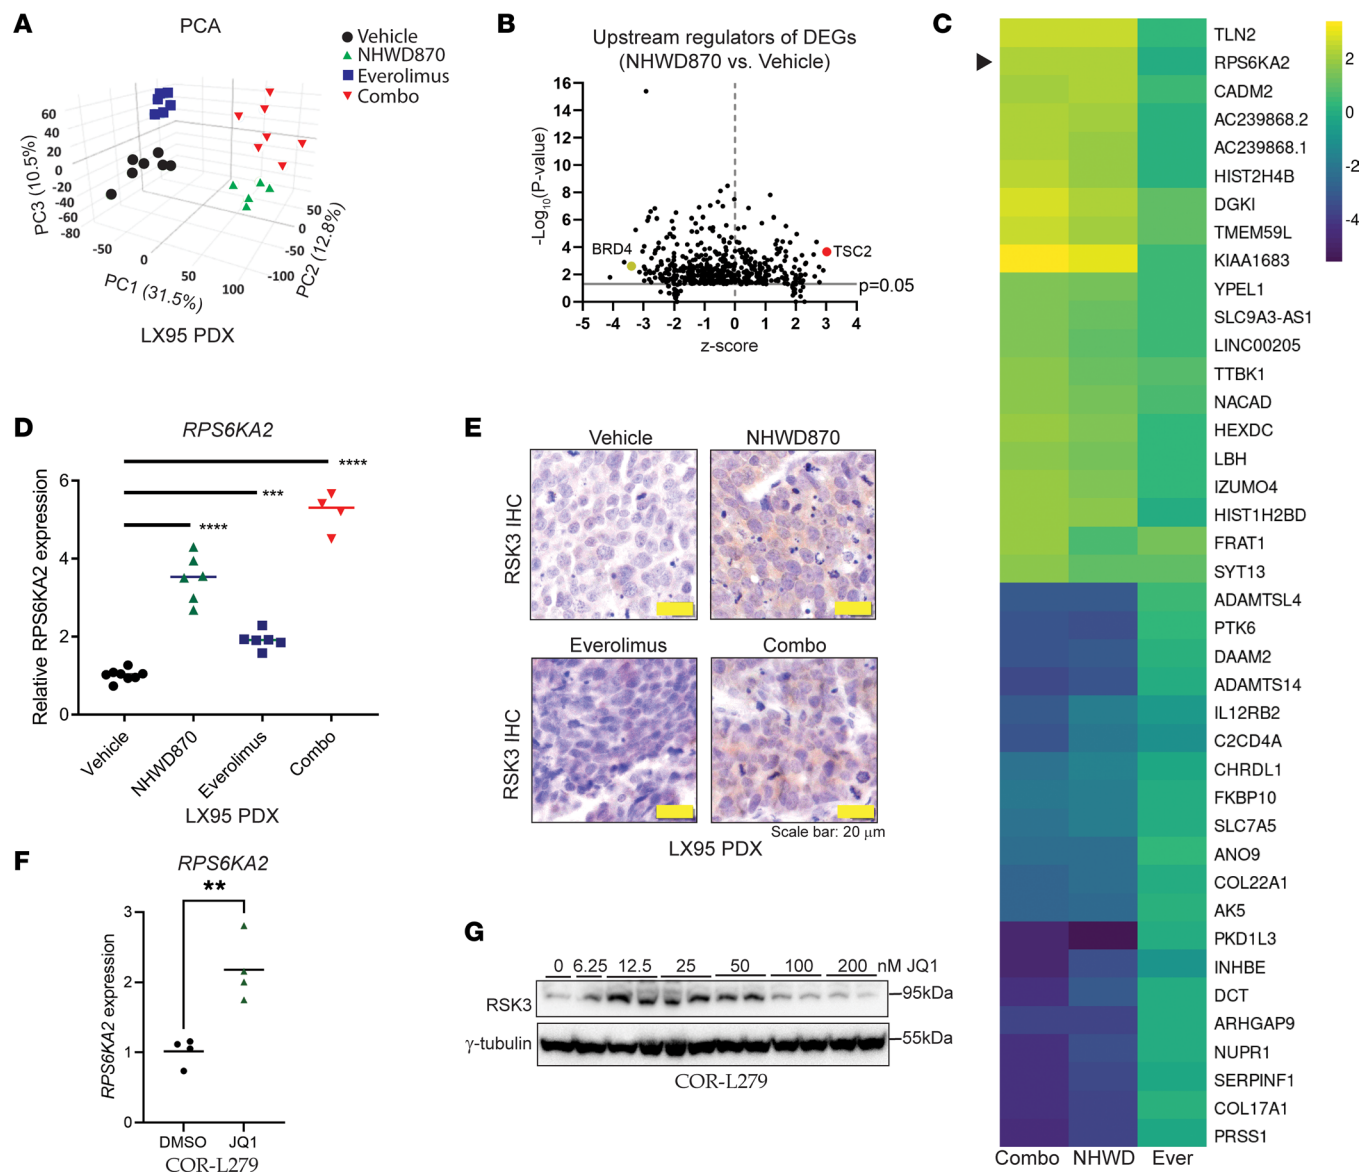 A
PCA
Vehicle
NHWD870
Everolimus
Combo
60
40
20
0
-20
-40
-60
-80
PC3 (10.5%)
-50
0
50
100
PC1 (31.5%)
50
0
-50
-100
PC2 (12.8%)
LX95 PDX
B
Upstream regulators of DEGs
(NHWD870 vs. Vehicle)
16
14
12
10
8
6
4
2
0
-Log10(P-value)
BRD4
TSC2
p=0.05
-5 -4 -3 -2 -1 0 1 2 3 4
z-score
C
TLN2
RPS6KA2
CADM2
AC239868.2
AC239868.1
HIST2H4B
DGKI
TMEM59L
KIAA1683
YPEL1
SLC9A3-AS1
LINC00205
TTBK1
NACAD
HEXDC
LBH
IZUMO4
HIST1H2BD
FRAT1
SYT13
ADAMTSL4
PTK6
DAAM2
ADAMTS14
IL12RB2
C2CD4A
CHRDL1
FKBP10
SLC7A5
ANO9
COL22A1
AK5
PKD1L3
INHBE
DCT
ARHGAP9
NUPR1
SERPINF1
COL17A1
PRSS1
Combo NHWD Ever
2
0
-2
-4
D
RPS6KA2
****
***
****
6
4
2
0
Relative RPS6KA2 expression
Vehicle
NHWD870
Everolimus
Combo
LX95 PDX
E
Vehicle
NHWD870
RSK3 IHC
Everolimus
Combo
RSK3 IHC
Scale bar: 20 µm
LX95 PDX
F
RPS6KA2
**
3
2
1
0
RPS6KA2 expression
DMSO JQ1
COR-L279
G
0 6.25 12.5 25 50 100 200 nM JQ1
RSK3
95kDa
γ-tubulin
55kDa
COR-L279